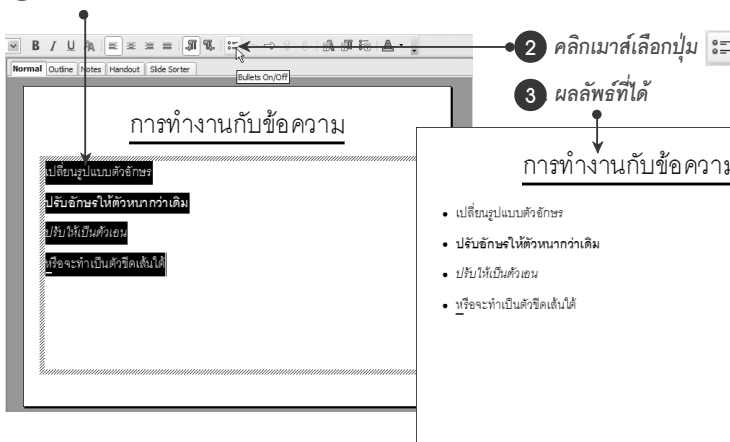 B I U
Normal Outline Notes Handout Slide Sorter
Bullets On/Off
2 คลิกเมาส์เลือกปุ่ม
3 ผลลัพธ์ที่ได้
การทำงานกับข้อความ
เปลี่ยนรูปแบบตัวอักษร
ปรับอักษรให้ตัวหนากว่าเดิม
ปรับให้เป็นตัวเอน
หรือจะทำเป็นตัวขีดเส้นใต้
การทำงานกับข้อความ
• เปลี่ยนรูปแบบตัวอักษร
• ปรับอักษรให้ตัวหนากว่าเดิม
• ปรับให้เป็นตัวเอน
• หรือจะทำเป็นตัวขีดเส้นใต้